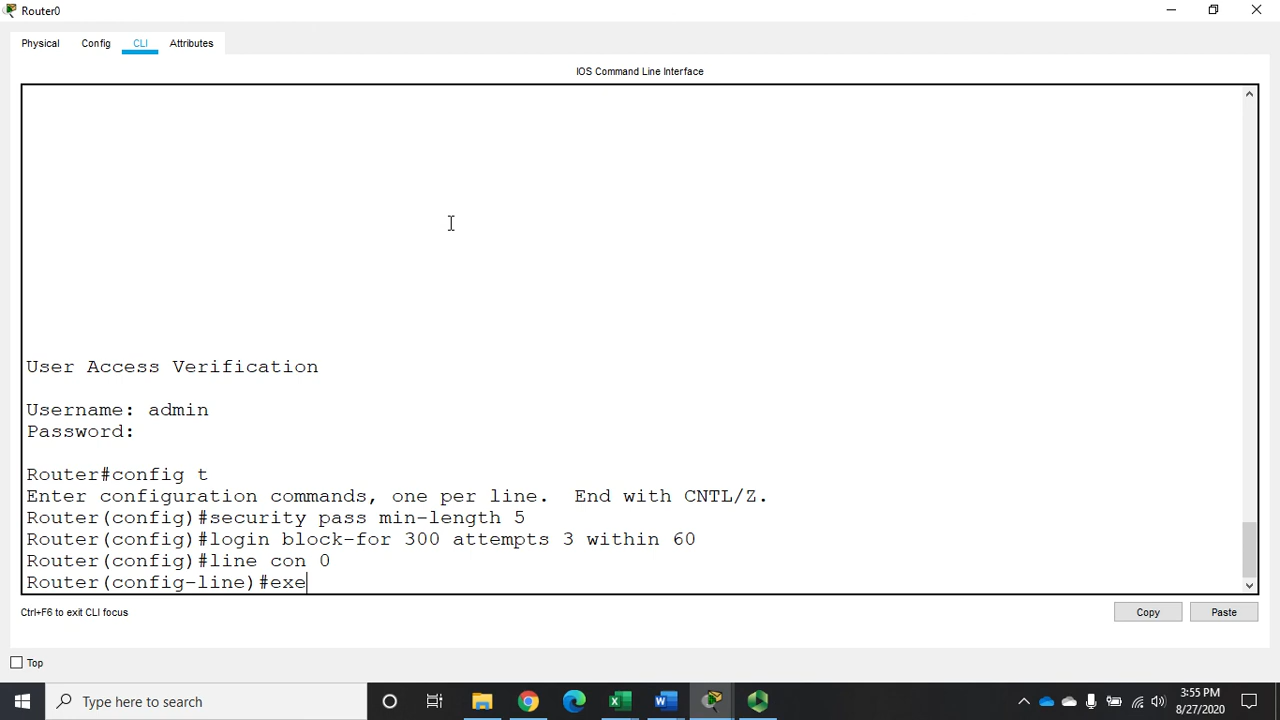 Router0
Physical Config CLI Attributes
IOS Command Line Interface
User Access Verification
Username: admin
Password:
Router#config t
Enter configuration commands, one per line. End with CNTL/Z.
Router(config)#security pass min-length 5
Router(config)#login block-for 300 attempts 3 within 60
Router(config)#line con 0
Router(config-line)#exe
Ctrl+F6 to exit CLI focus
Copy Paste
Top
Type here to search
3:55 PM
8/27/2020